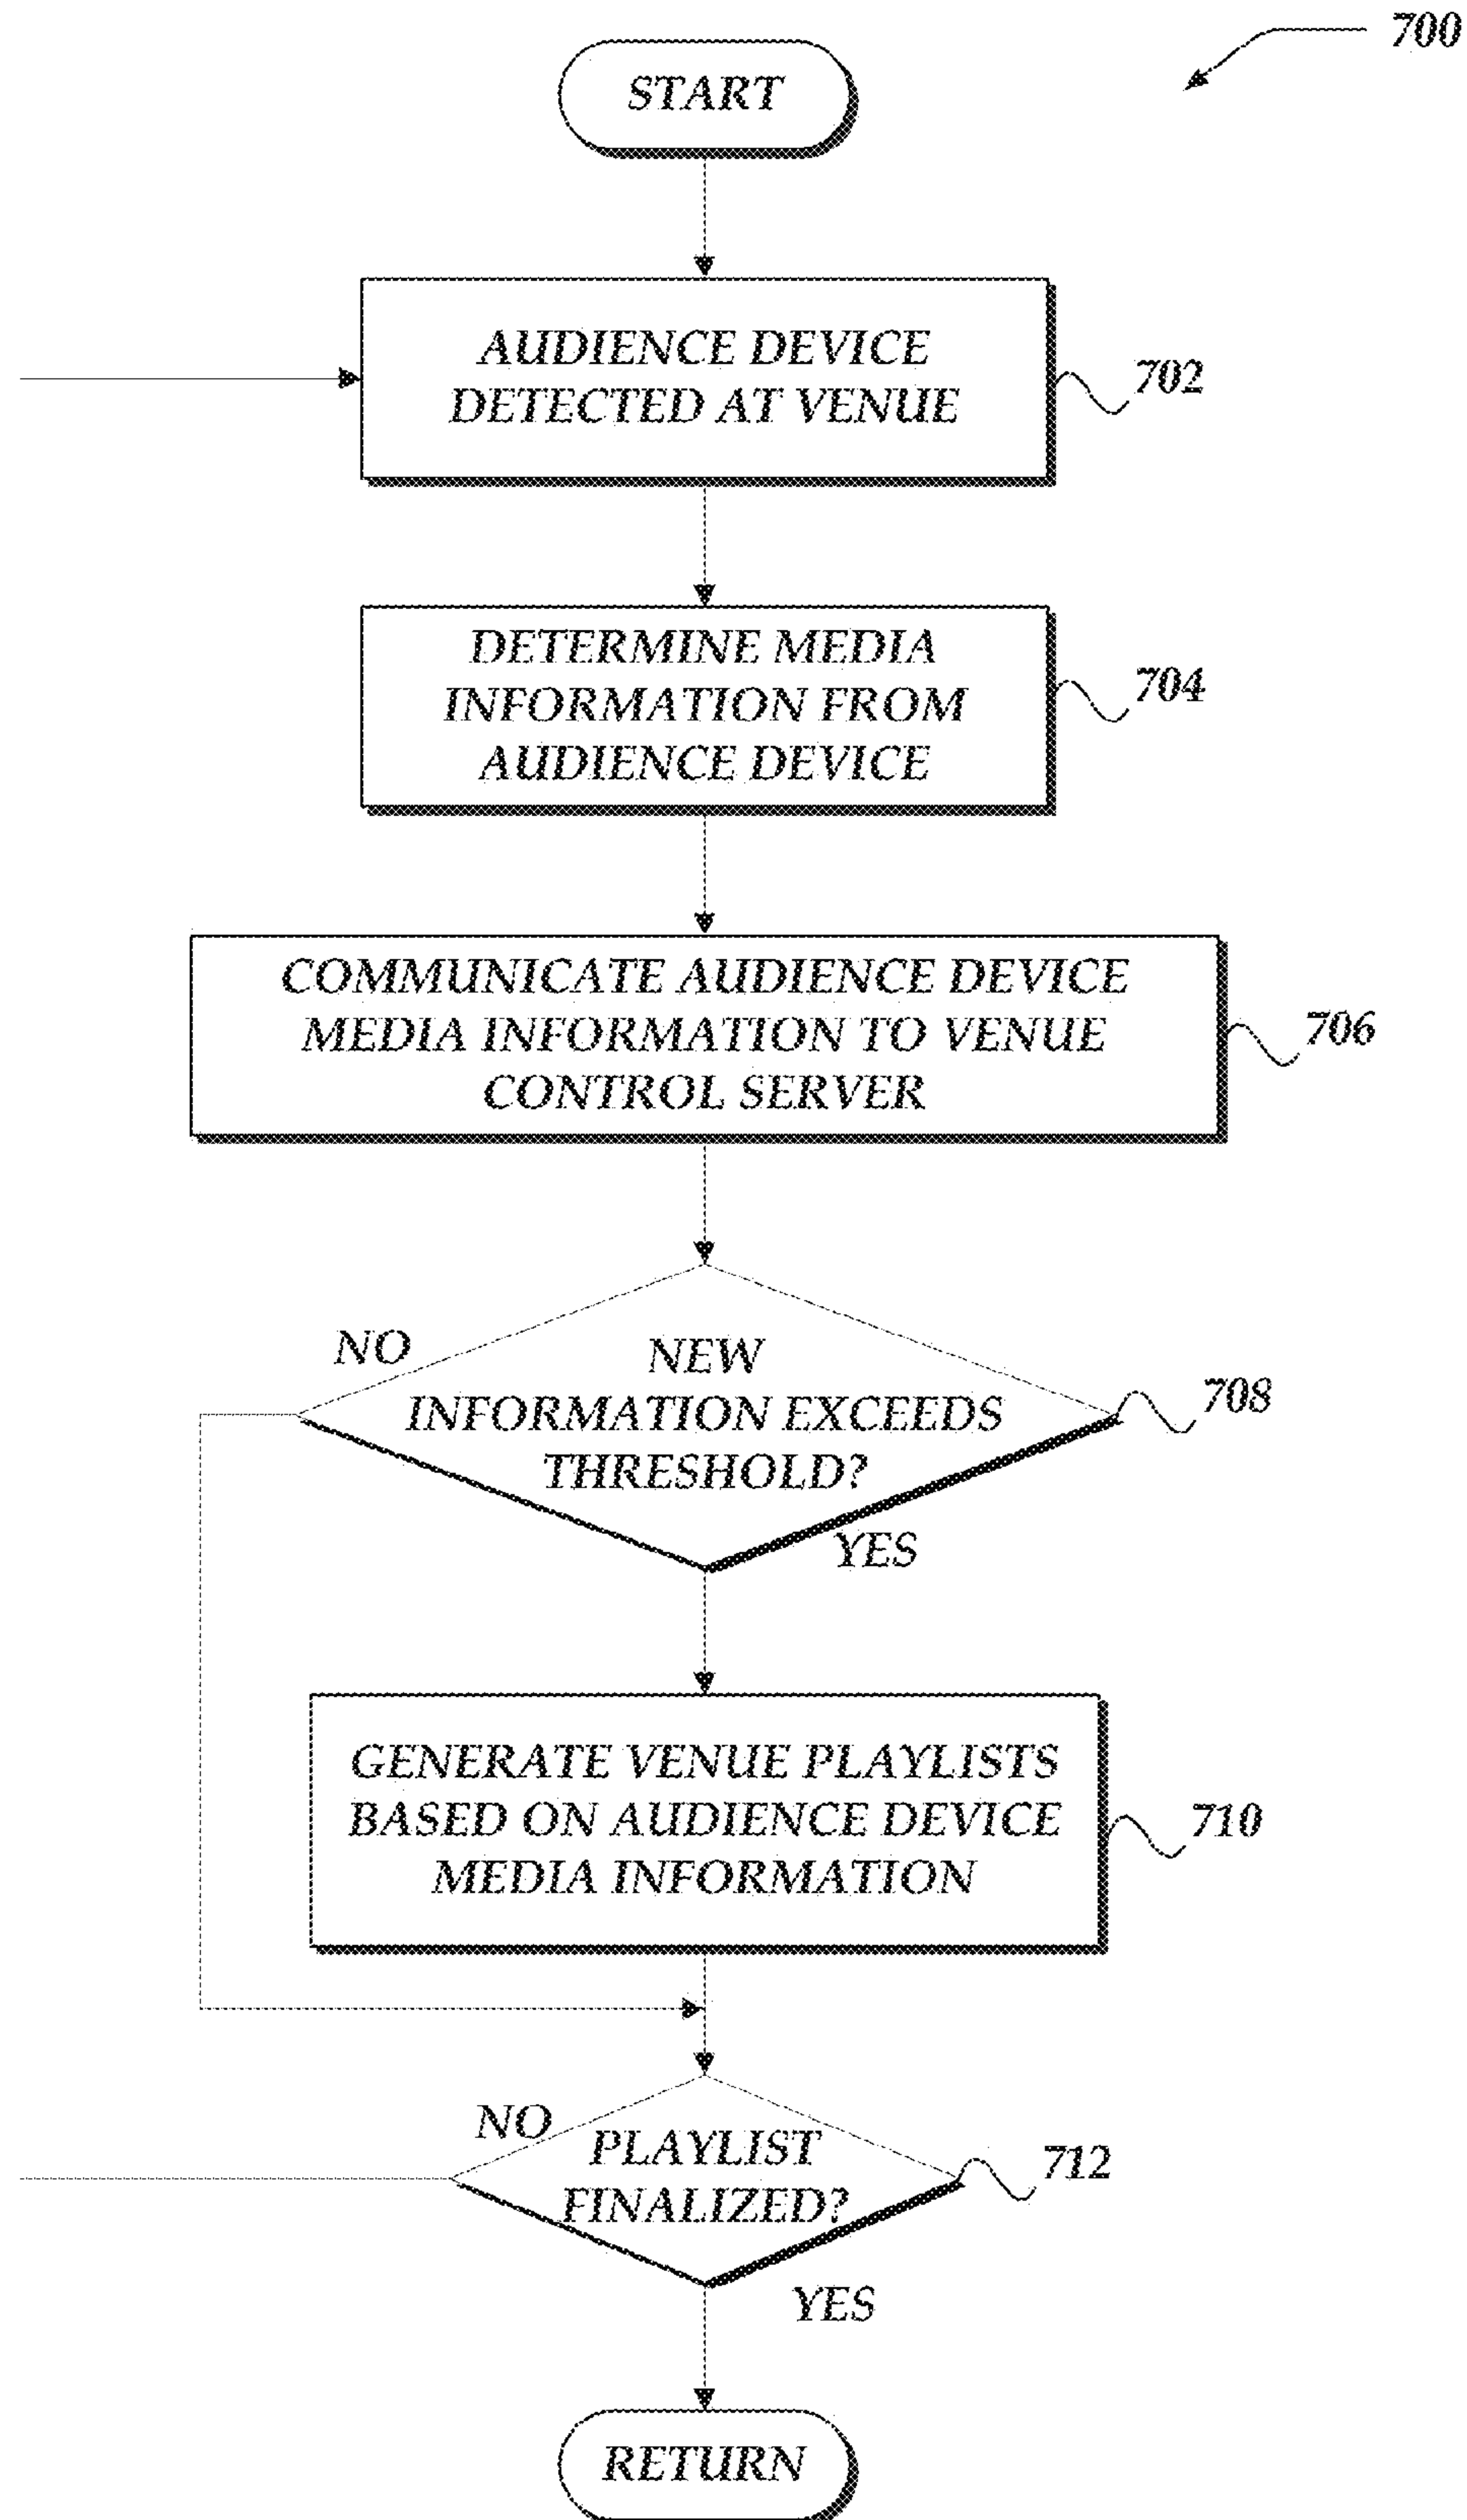 700
START
AUDIENCE DEVICE
DETECTED AT VENUE
702
DETERMINE MEDIA
INFORMATION FROM
AUDIENCE DEVICE
704
COMMUNICATE AUDIENCE DEVICE
MEDIA INFORMATION TO VENUE
CONTROL SERVER
706
NO
NEW
INFORMATION EXCEEDS
THRESHOLD?
708
YES
GENERATE VENUE PLAYLISTS
BASED ON AUDIENCE DEVICE
MEDIA INFORMATION
710
NO
PLAYLIST
FINALIZED?
712
YES
RETURN